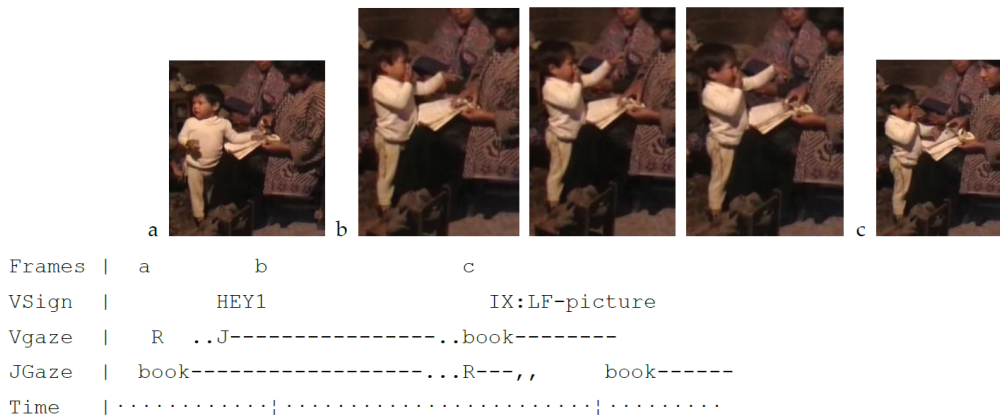 a b c
Frames | a b c
VSign | HEY1 IX:LF-picture
Vgaze | R ..J----------------..book--------
JGaze | book-------------------...R---,, book------
Time |············¦························¦·········